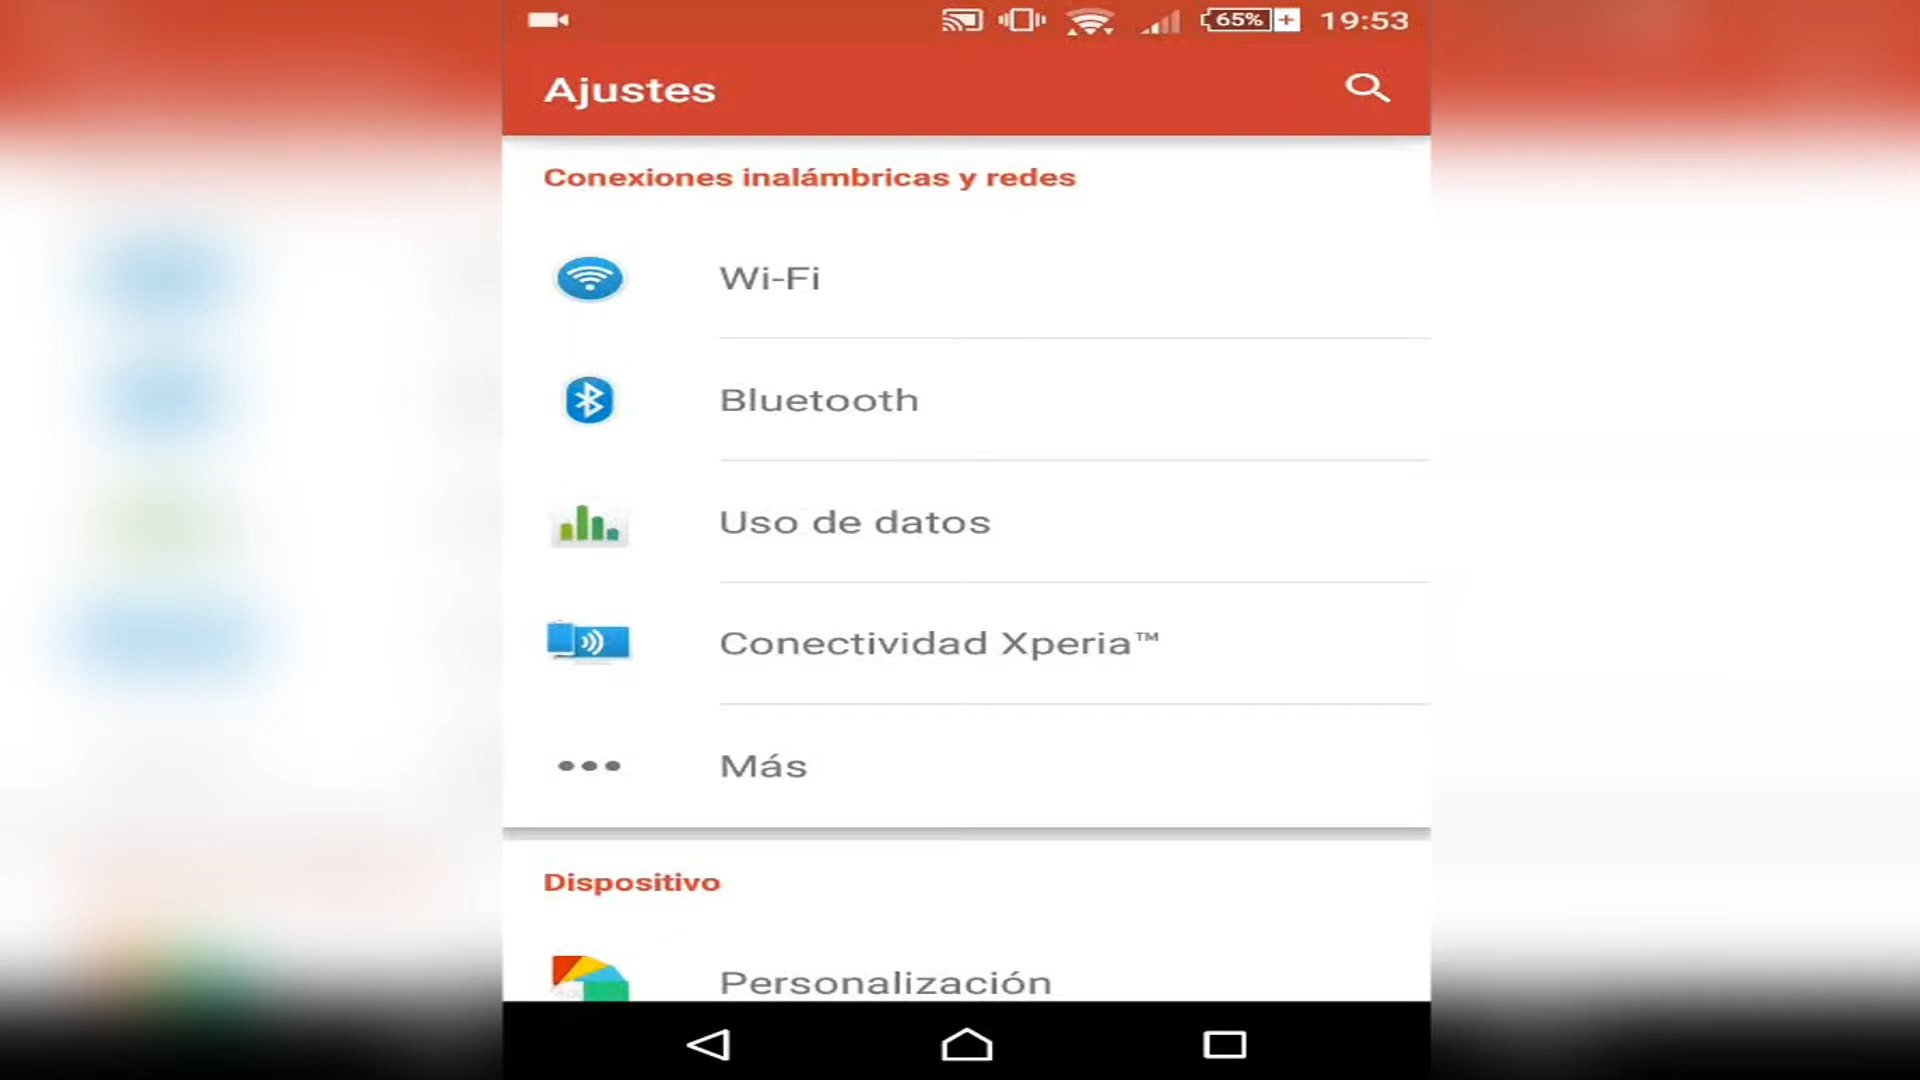 65% 19:53
Ajustes
Conexiones inalámbricas y redes
Wi-Fi
Bluetooth
Uso de datos
Conectividad Xperia™
Más
Dispositivo
Personalización